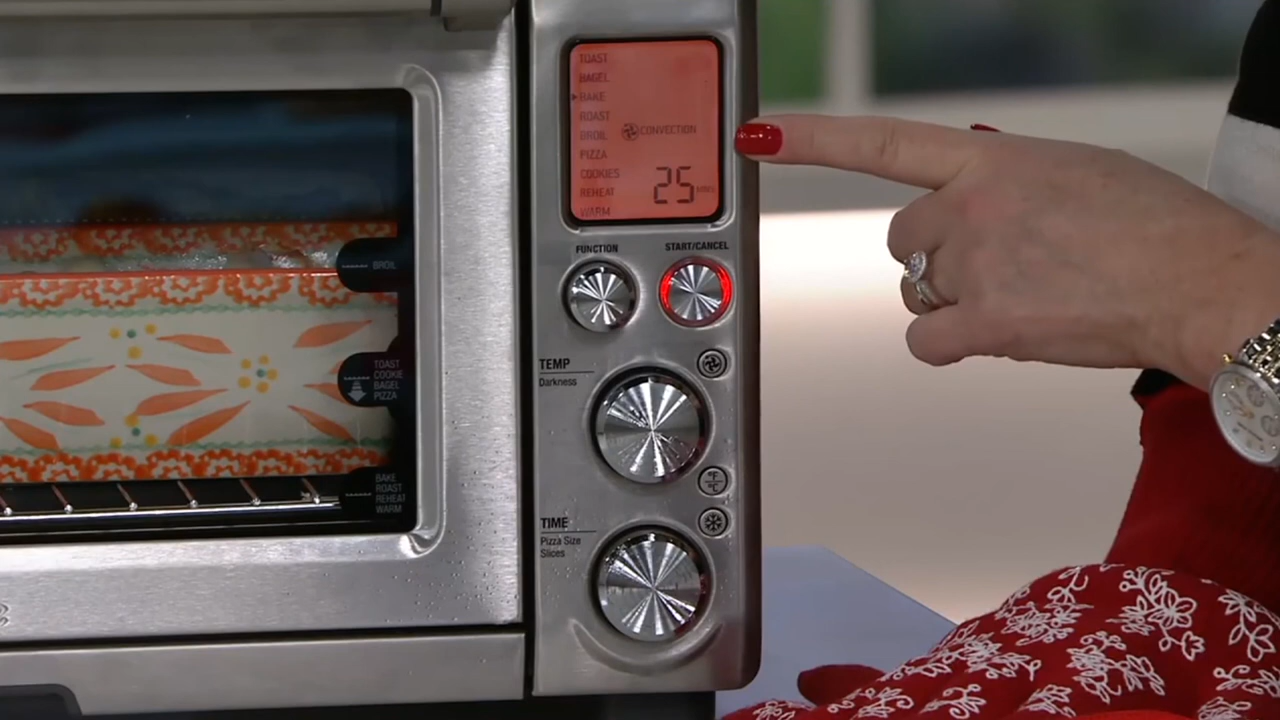 TOAST
BAGEL
BAKE
ROAST
BROIL CONVECTION
PIZZA
COOKIES
REHEAT 25 MINS
WARM
FUNCTION START/CANCEL
TEMP
Darkness
°F
°C
TIME
Pizza Size
Slices
BROIL
TOAST
COOKIE
BAGEL
PIZZA
BAKE
ROAST
REHEAT
WARM